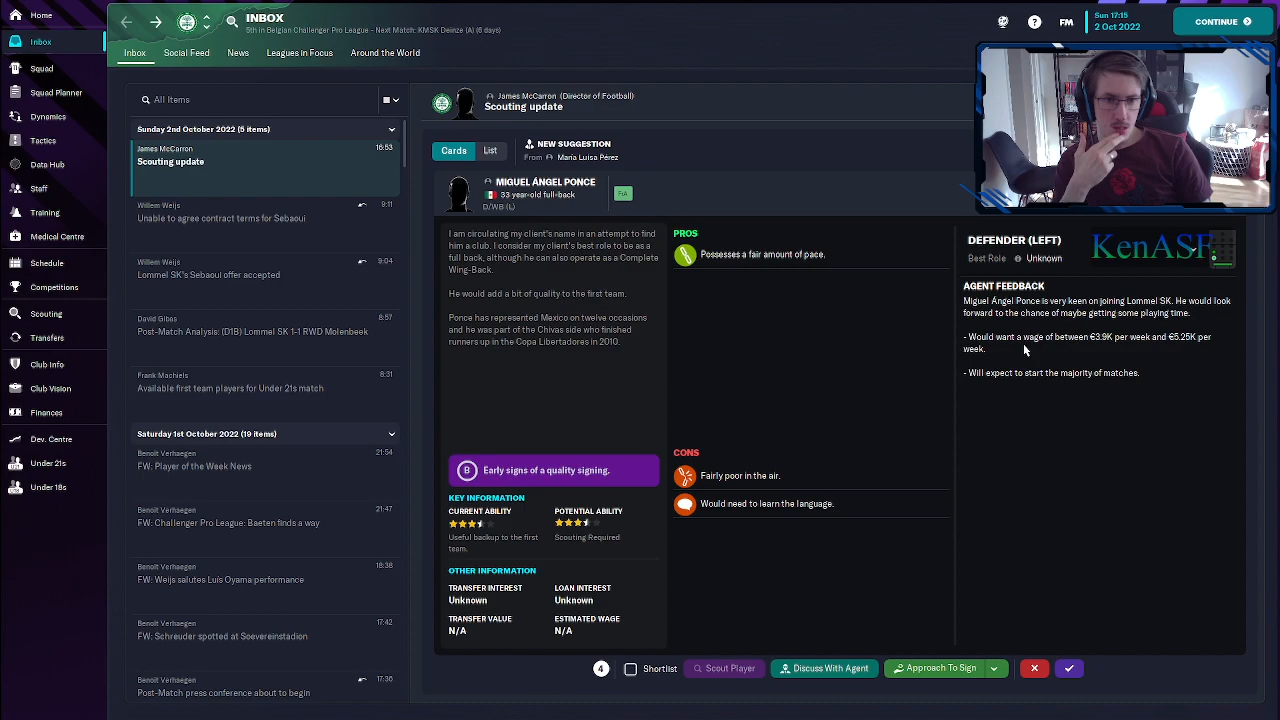 Home
INBOX
5th in Belgian Challenger Pro League - Next Match: KMSK Deinze (A) (6 days)
FM
Sun 17:15
2 Oct 2022
CONTINUE
Inbox
Squad
Squad Planner
Dynamics
Tactics
Data Hub
Staff
Training
Medical Centre
Schedule
Competitions
Scouting
Transfers
Club Info
Club Vision
Finances
Dev. Centre
Under 21s
Under 18s
Inbox
Social Feed
News
Leagues in Focus
Around the World
All Items
Sunday 2nd October 2022 (5 items)
James McCarron
16:53
Scouting update
Willem Weijs
9:11
Unable to agree contract terms for Sebaoui
Willem Weijs
9:04
Lommel SK's Sebaoui offer accepted
David Gibas
8:57
Post-Match Analysis: (D1B) Lommel SK 1-1 RWD Molenbeek
Frank Machiels
8:31
Available first team players for Under 21s match
Saturday 1st October 2022 (19 items)
Benoit Verhaegen
21:54
FW: Player of the Week News
Benoit Verhaegen
21:47
FW: Challenger Pro League: Baeten finds a way
Benoit Verhaegen
18:38
FW: Weijs salutes Luís Oyama performance
Benoit Verhaegen
17:42
FW: Schreuder spotted at Soevereinstadion
Benoit Verhaegen
17:36
Post-Match press conference about to begin
James McCarron (Director of Football)
Scouting update
Cards
List
NEW SUGGESTION
From María Luisa Pérez
MIGUEL ÁNGEL PONCE
33 year-old full-back
D/WB (L)
FrA
I am circulating my client's name in an attempt to
find him a club. I consider my client's best role to be as a
full back, although he can also operate as a Complete
Wing-Back.
He would add a bit of quality to the first team.
Ponce has represented Mexico on twelve occasions
and he was part of the Chivas side who finished
runners up in the Copa Libertadores in 2010.
B
Early signs of a quality signing.
KEY INFORMATION
CURRENT ABILITY
POTENTIAL ABILITY
Useful backup to the first
team.
Scouting Required
OTHER INFORMATION
TRANSFER INTEREST
LOAN INTEREST
Unknown
Unknown
TRANSFER VALUE
ESTIMATED WAGE
N/A
N/A
PROS
Possesses a fair amount of pace.
CONS
Fairly poor in the air.
Would need to learn the language.
DEFENDER (LEFT)
Best Role
Unknown
KenASF
AGENT FEEDBACK
Miguel Ángel Ponce is very keen on joining Lommel SK. He would look
forward to the chance of maybe getting some playing time.
- Would want a wage of between €3.9K per week and €5.25K per
week.
- Will expect to start the majority of matches.
4
Shortlist
Scout Player
Discuss With Agent
Approach To Sign